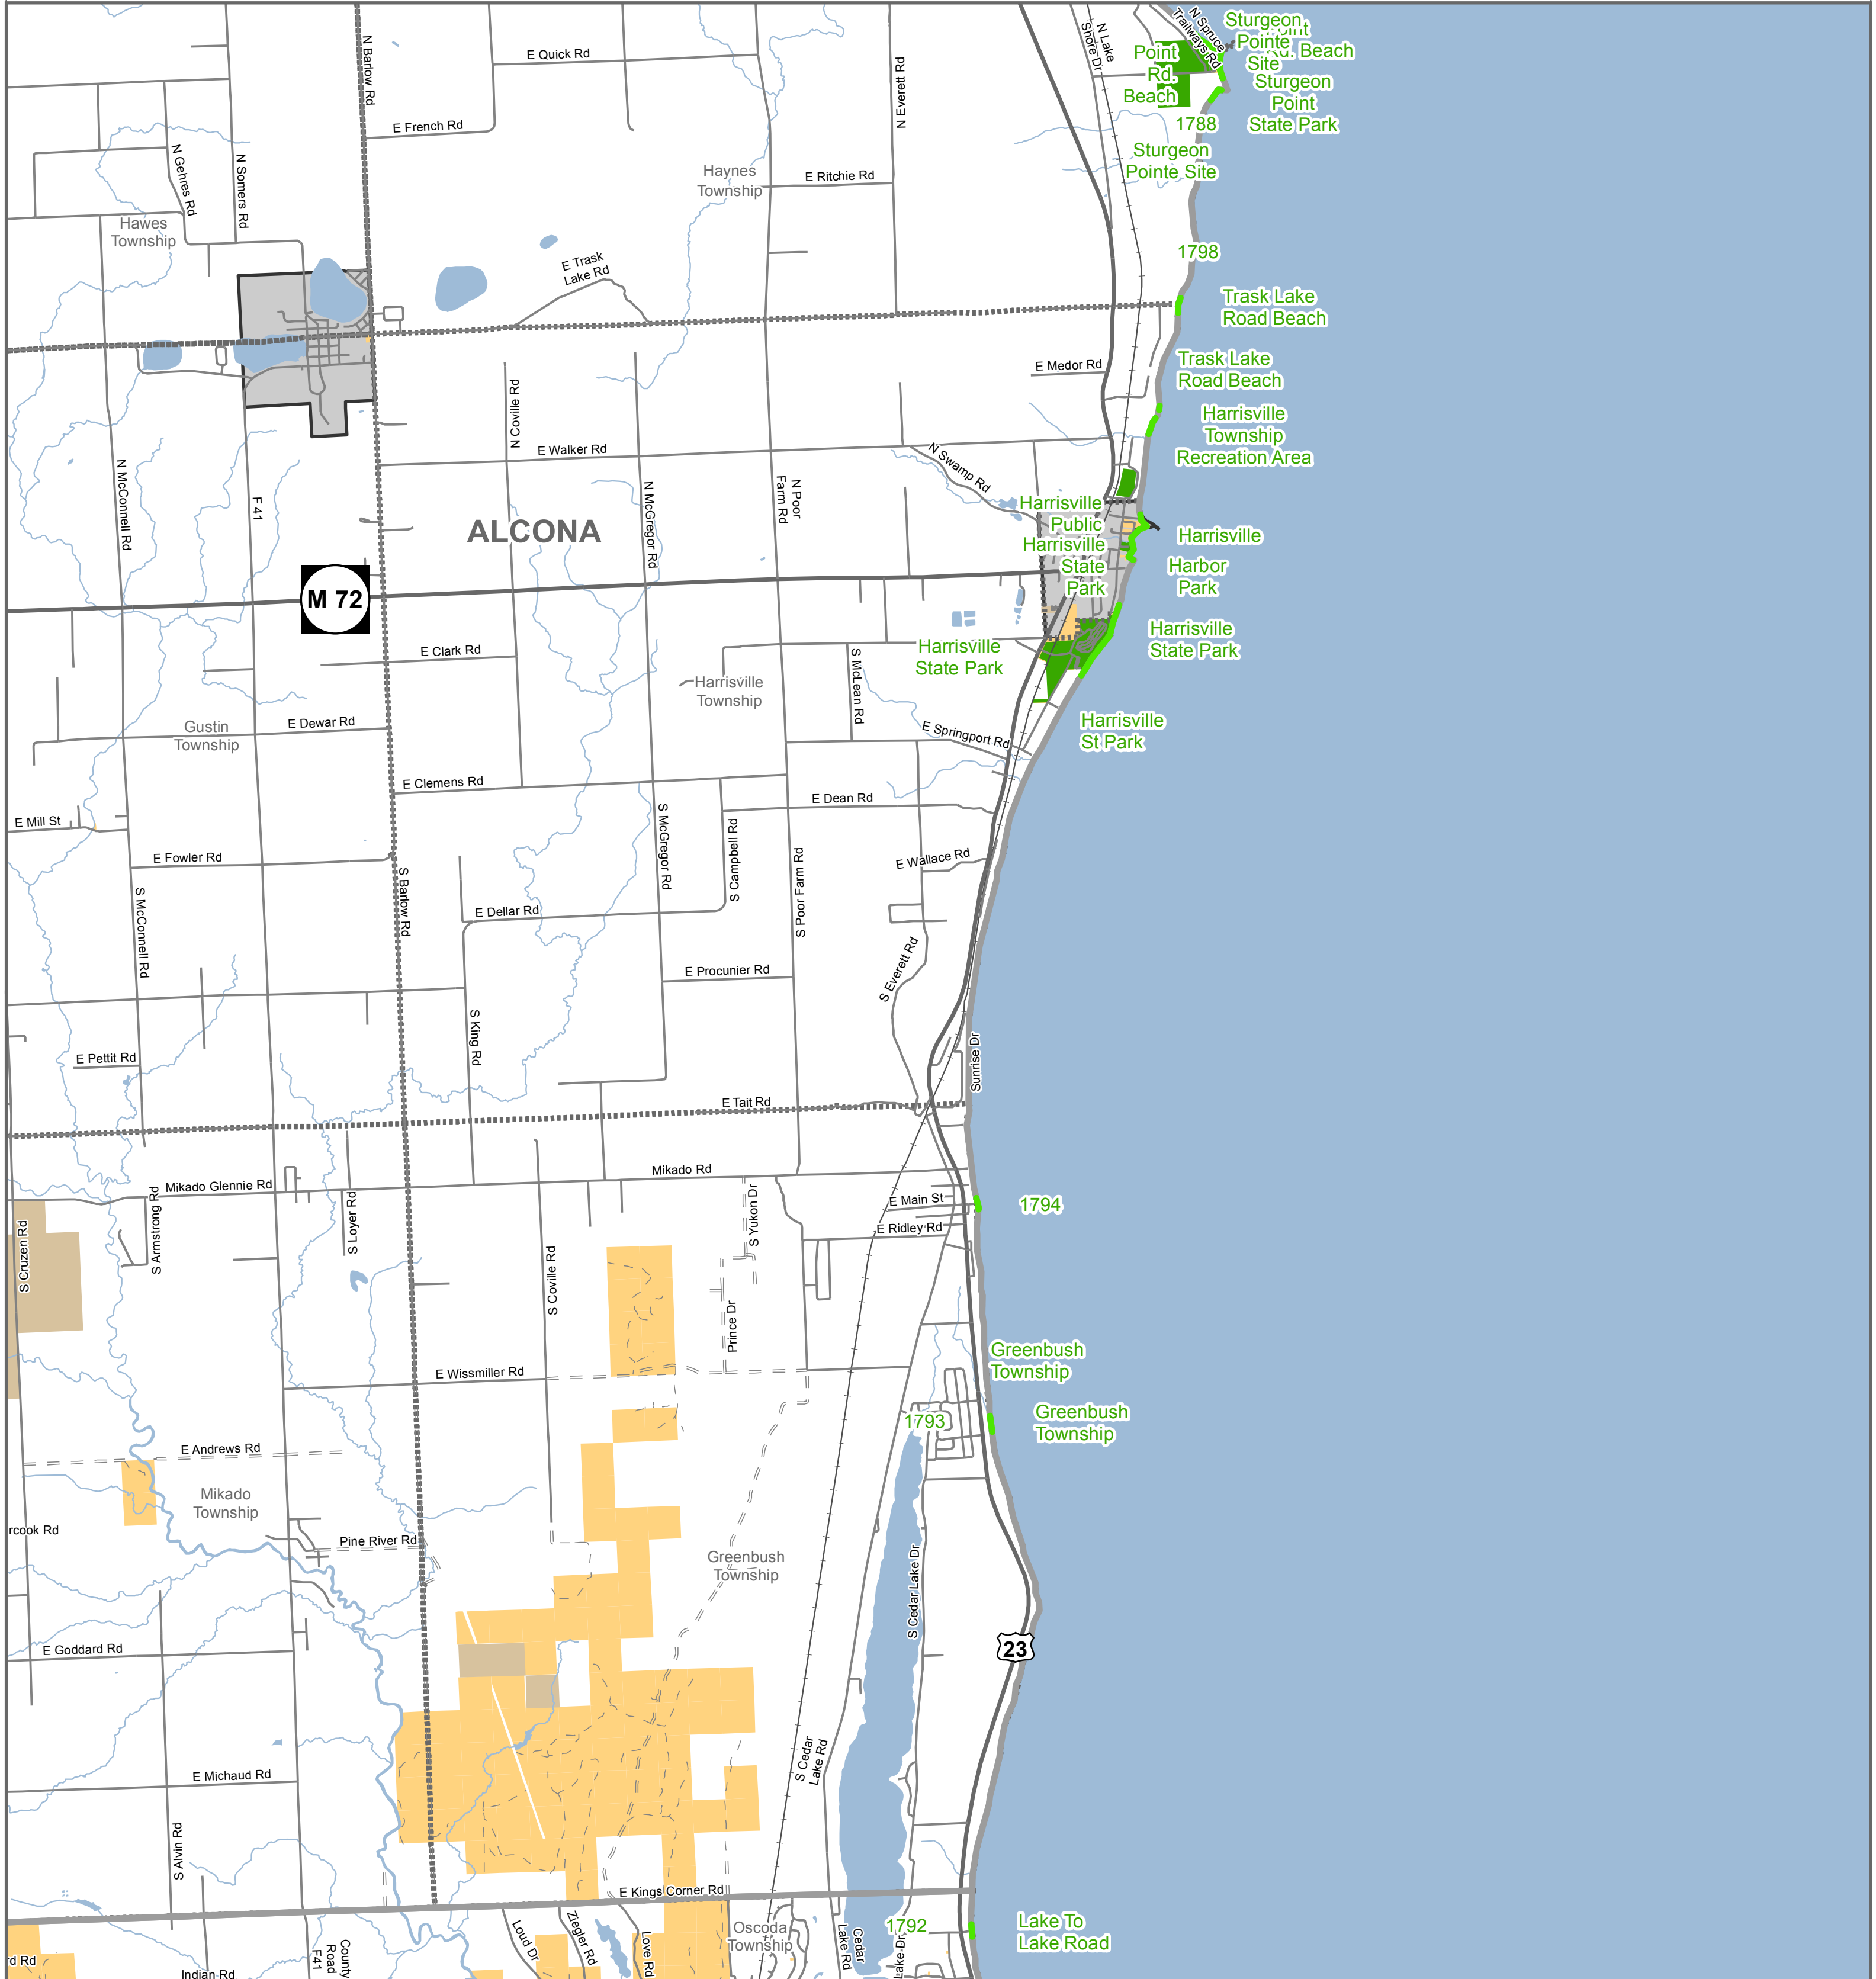 N Barlow Rd
E Quick Rd
E French Rd
N Everett Rd
N Lake
Shore Dr
N Spruce
Trailways Rd
Sturgeon
Pointe
Site
Rd. Beach
Point
Rd.
Beach
Sturgeon
Point
State Park
1788
Sturgeon
Pointe Site
N Gehres Rd
N Somers Rd
Haynes
Township
E Ritchie Rd
Hawes
Township
1798
E Trask
Lake Rd
Trask Lake
Road Beach
E Medor Rd
Trask Lake
Road Beach
N Coville Rd
Harrisville
Township
Recreation Area
E Walker Rd
N Swamp Rd
N McConnell Rd
F 41
N McGregor Rd
N Poor
Farm Rd
ALCONA
Harrisville
Public
Harrisville
State
Park
Harrisville
Harbor
Park
M 72
E Clark Rd
Harrisville
State Park
Harrisville
State Park
S McLean Rd
Harrisville
Township
Gustin
Township
E Dewar Rd
E Springport Rd
Harrisville
St Park
E Clemens Rd
E Dean Rd
E Mill St
S McGregor Rd
S Campbell Rd
E Fowler Rd
E Wallace Rd
S McConnell Rd
S Barlow Rd
S Poor Farm Rd
E Dellar Rd
S Everett Rd
E Procunier Rd
S King Rd
E Pettit Rd
Sunrise Dr
E Tait Rd
Mikado Rd
Mikado Glennie Rd
S Cruzen Rd
S Armstrong Rd
S Loyer Rd
S Yukon Dr
E Main St
1794
E Ridley Rd
S Coville Rd
Prince Dr
Greenbush
Township
E Wissmiller Rd
1793
Greenbush
Township
E Andrews Rd
Mikado
Township
rcook Rd
Pine River Rd
Greenbush
Township
S Cedar Lake Dr
E Goddard Rd
23
S Cedar
Lake Rd
E Michaud Rd
S Alvin Rd
E Kings Corner Rd
Loud Dr
Ziegler Rd
Love Rd
Oscoda
Township
Cedar
Lake Rd
1792
Lake Dr
Lake To
Lake Road
rd Rd
Indian Rd
County
Road
F41